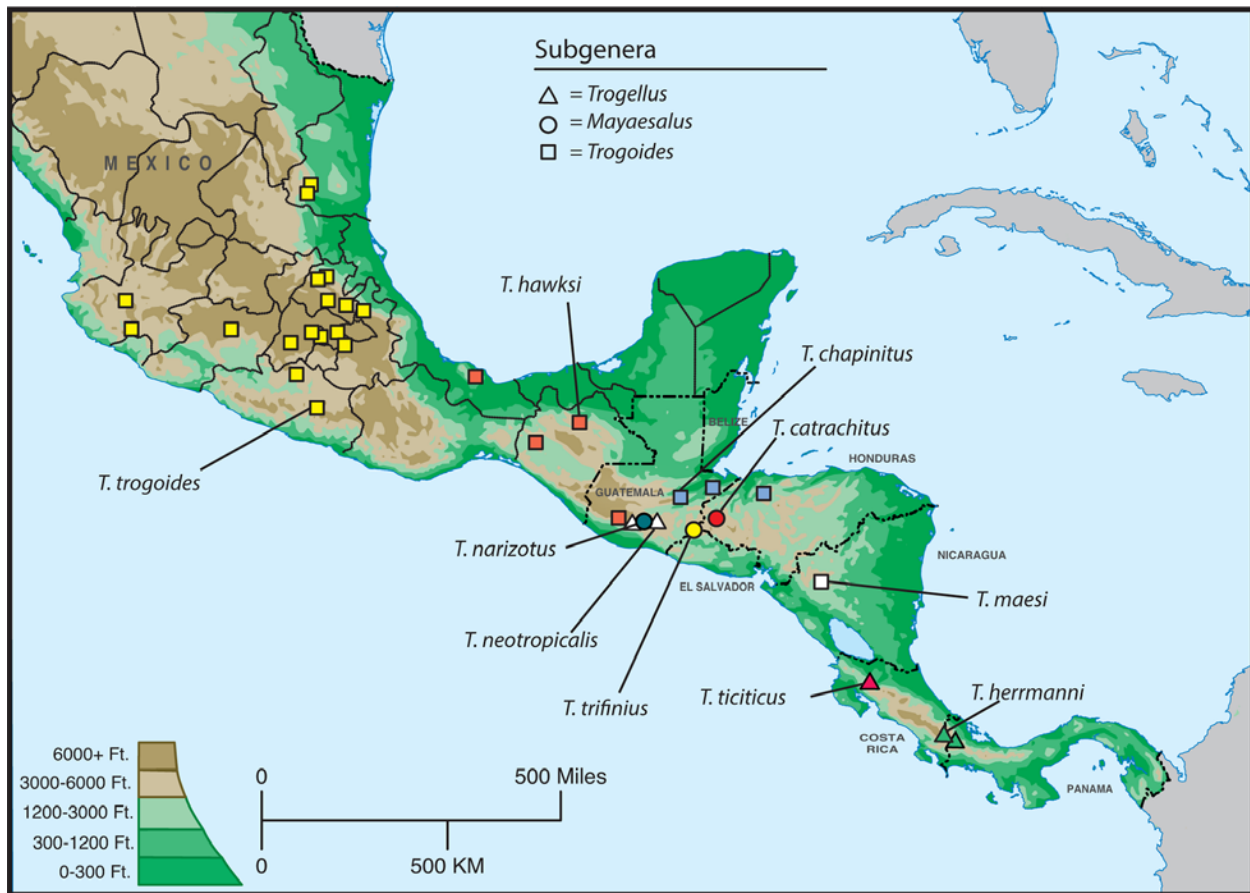 Subgenera
= Trogellus
= Mayaesalus
= Trogoides
MEXICO
T. hawksi
T. chapinitus
BELIZE
T. catrachitus
HONDURAS
T. trogoides
GUATEMALA
T. narizotus
NICARAGUA
EL SALVADOR
T. maesi
T. neotropicalis
T. trifinius
T. ticiticus
T. herrmanni
COSTA
RICA
PANAMA
6000+ Ft.
3000-6000 Ft.
1200-3000 Ft.
300-1200 Ft.
0-300 Ft.
0
500 Miles
0
500 KM